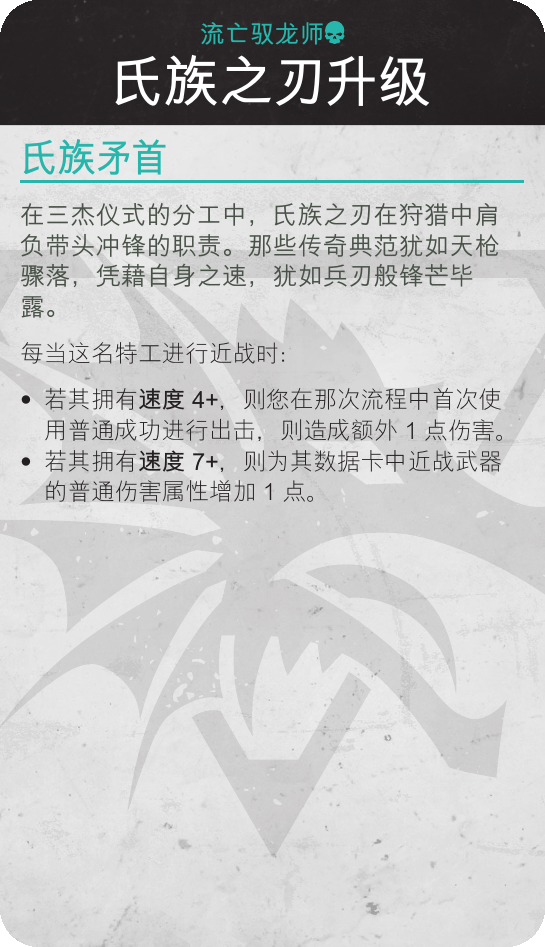 流亡驭龙师
氏族之刃升级
氏族矛首
在三杰仪式的分工中，氏族之刃在狩猎中肩
负带头冲锋的职责。那些传奇典范犹如天枪
骤落，凭藉自身之速，犹如兵刃般锋芒毕
露。
每当这名特工进行近战时:
• 若其拥有速度 4+，则您在那次流程中首次使
用普通成功进行出击，则造成额外 1 点伤害。
• 若其拥有速度 7+，则为其数据卡中近战武器
的普通伤害属性增加 1 点。